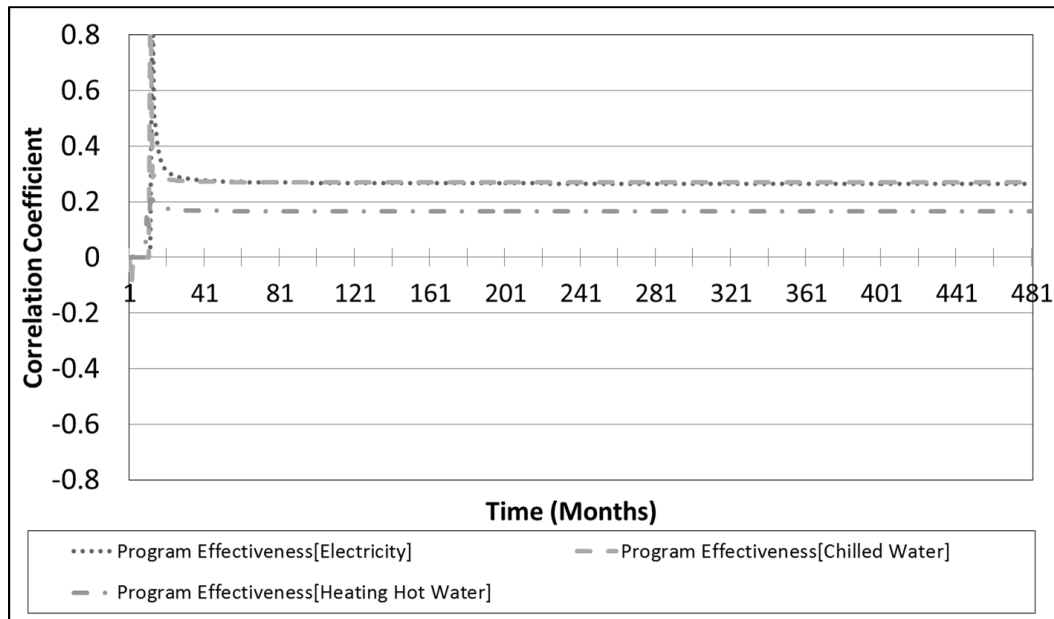 0.8
0.6
0.4
0.2
0
-0.2
-0.4
-0.6
-0.8
Correlation Coefficient
1 41 81 121 161 201 241 281 321 361 401 441 481
Time (Months)
Program Effectiveness[Electricity]
Program Effectiveness[Chilled Water]
Program Effectiveness[Heating Hot Water]